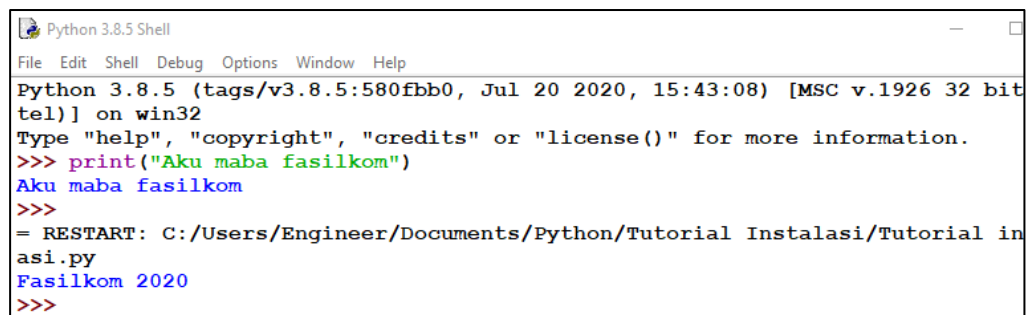 Python 3.8.5 Shell
File Edit Shell Debug Options Window Help
Python 3.8.5 (tags/v3.8.5:580fbb0, Jul 20 2020, 15:43:08) [MSC v.1926 32 bit
tel)] on win32
Type "help", "copyright", "credits" or "license()" for more information.
>>> print("Aku maba fasilkom")
Aku maba fasilkom
>>>
= RESTART: C:/Users/Engineer/Documents/Python/Tutorial Instalasi/Tutorial in
asi.py
Fasilkom 2020
>>>